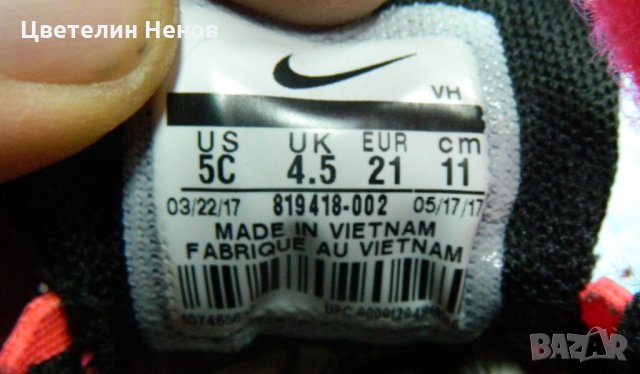 Цветелин Ненов
VH
US UK EUR cm
5C 4.5 21 11
03/22/17 819418-002 05/17/17
MADE IN VIETNAM
FABRIQUE AU VIETNAM
BAZAR